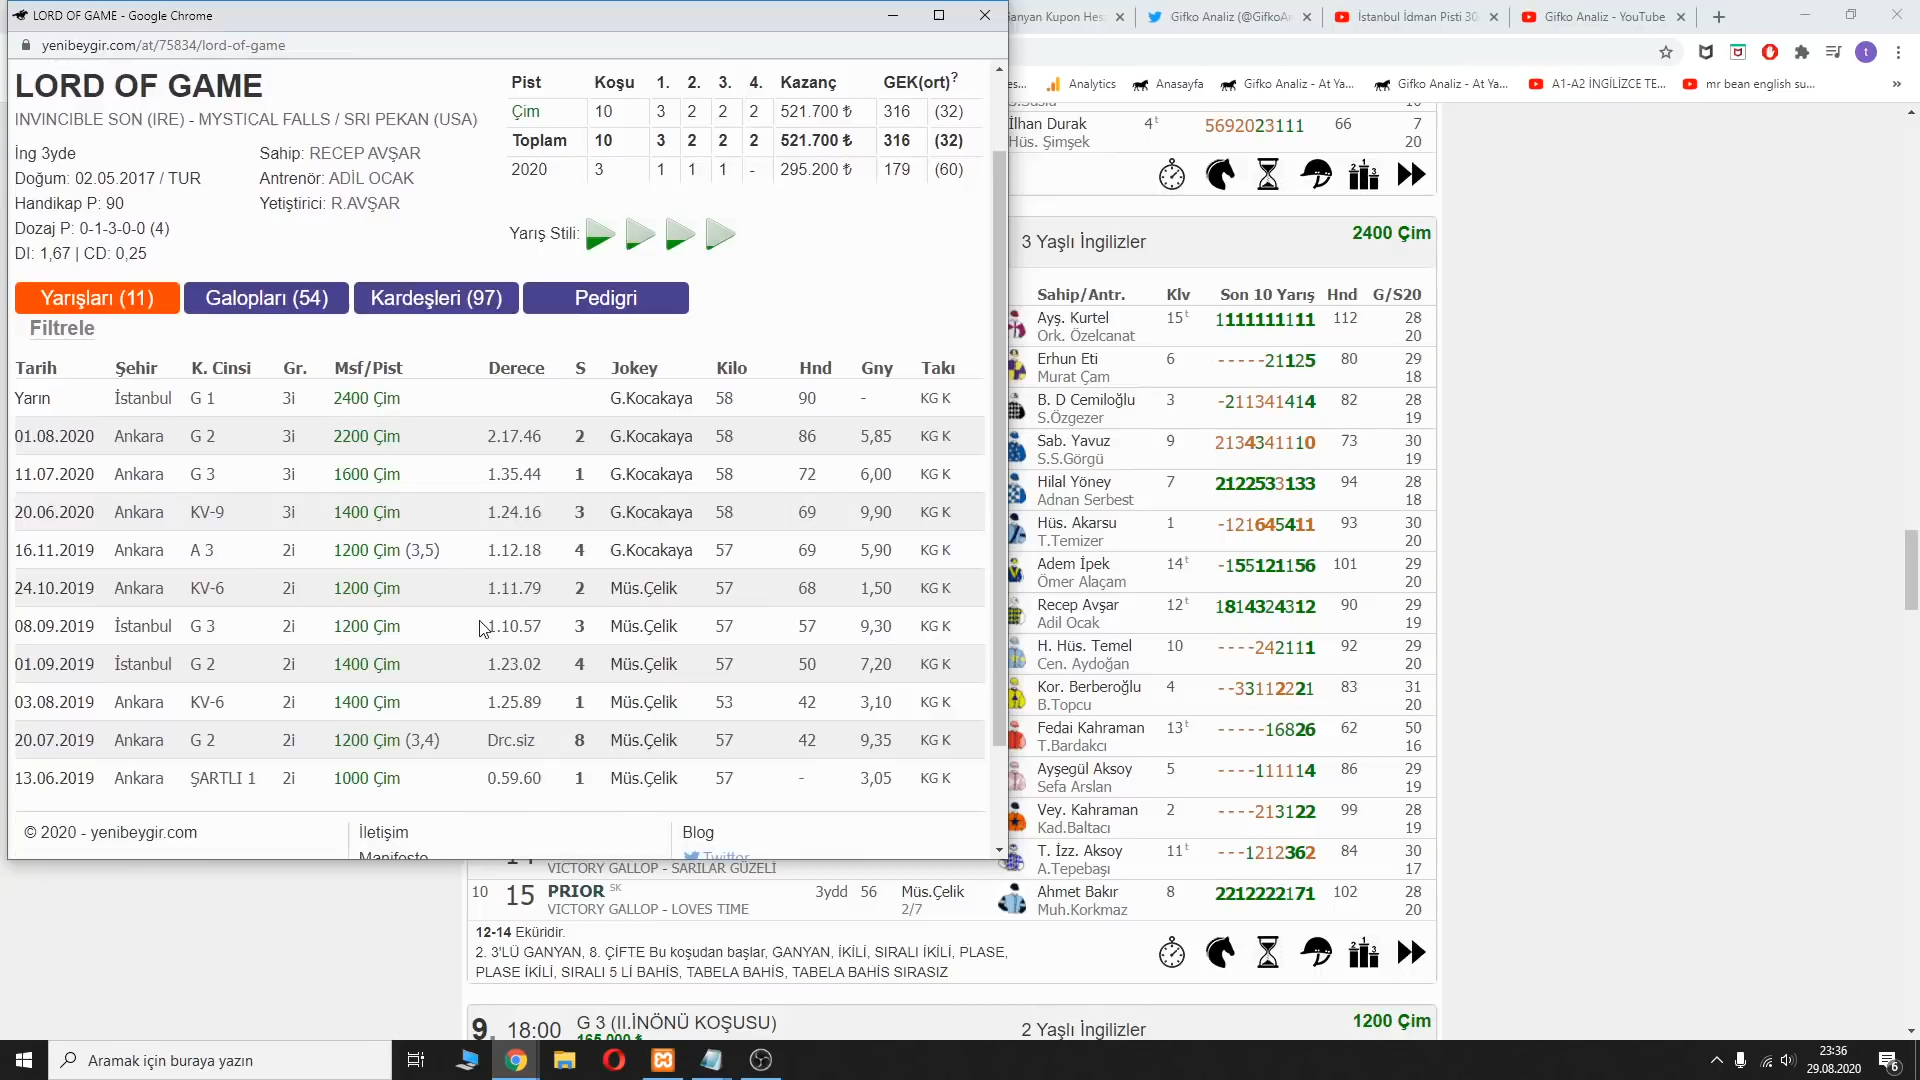 LORD OF GAME - Google Chrome
yenibeygir.com/at/75834/lord-of-game
LORD OF GAME
INVINCIBLE SON (IRE) - MYSTICAL FALLS / SRI PEKAN (USA)
İng 3yde
Doğum: 02.05.2017 / TUR
Handikap P: 90
Dozaj P: 0-1-3-0-0 (4)
DI: 1,67 | CD: 0,25
Sahip: RECEP AVŞAR
Antrenör: ADİL OCAK
Yetiştirici: R.AVŞAR
Pist Koşu 1. 2. 3. 4. Kazanç GEK(ort)?
Çim 10 3 2 2 2 521.700 ₺ 316 (32)
Toplam 10 3 2 2 2 521.700 ₺ 316 (32)
2020 3 1 1 1 - 295.200 ₺ 179 (60)
Yarış Stili:
Yarışları (11) Galopları (54) Kardeşleri (97) Pedigri
Filtrele
Tarih Şehir K. Cinsi Gr. Msf/Pist Derece S Jokey Kilo Hnd Gny Takı
Yarın İstanbul G 1 3i 2400 Çim G.Kocakaya 58 90 - KG K
01.08.2020 Ankara G 2 3i 2200 Çim 2.17.46 2 G.Kocakaya 58 86 5,85 KG K
11.07.2020 Ankara G 3 3i 1600 Çim 1.35.44 1 G.Kocakaya 58 72 6,00 KG K
20.06.2020 Ankara KV-9 3i 1400 Çim 1.24.16 3 G.Kocakaya 58 69 9,90 KG K
16.11.2019 Ankara A 3 2i 1200 Çim (3,5) 1.12.18 4 G.Kocakaya 57 69 5,90 KG K
24.10.2019 Ankara KV-6 2i 1200 Çim 1.11.79 2 Müs.Çelik 57 68 1,50 KG K
08.09.2019 İstanbul G 3 2i 1200 Çim 1.10.57 3 Müs.Çelik 57 57 9,30 KG K
01.09.2019 İstanbul G 2 2i 1400 Çim 1.23.02 4 Müs.Çelik 57 50 7,20 KG K
03.08.2019 Ankara KV-6 2i 1400 Çim 1.25.89 1 Müs.Çelik 53 42 3,10 KG K
20.07.2019 Ankara G 2 2i 1200 Çim (3,4) Drc.siz 8 Müs.Çelik 57 42 9,35 KG K
13.06.2019 Ankara ŞARTLI 1 2i 1000 Çim 0.59.60 1 Müs.Çelik 57 - 3,05 KG K
© 2020 - yenibeygir.com İletişim Blog
Manifesto Twitter
Ganyan Kupon Hes Gifko Analiz (@GifkoAn İstanbul İdman Pisti 30 Gifko Analiz - YouTube
t
es... Analytics Anasayfa Gifko Analiz - At Ya... Gifko Analiz - At Ya... A1-A2 İNGİLİZCE TE... mr bean english su...
İlhan Durak 4t 5692023111 66 7
Hüs. Şimşek 20
3 Yaşlı İngilizler 2400 Çim
Sahip/Antr. Klv Son 10 Yarış Hnd G/S20
Ayş. Kurtel 15t 1111111111 112 28
Ork. Özelcanat 20
Erhun Eti 6 -----21125 80 29
Murat Çam 18
B. D Cemiloğlu 3 -211341414 82 28
S.Özgezer 19
Sab. Yavuz 9 2134341110 73 30
S.S.Görgü 19
Hilal Yöney 7 2122533133 94 28
Adnan Serbest 18
Hüs. Akarsu 1 -121645411 93 30
T.Temizer 20
Adem İpek 14t -155121156 101 29
Ömer Alaçam 20
Recep Avşar 12t 1814324312 90 29
Adil Ocak 19
H. Hüs. Temel 10 ----242111 92 29
Cen. Aydoğan 20
Kor. Berberoğlu 4 --33112221 83 31
B.Topcu 20
Fedai Kahraman 13t -----16826 62 50
T.Bardakcı 16
Ayşegül Aksoy 5 ----111114 86 29
Sefa Arslan 19
Vey. Kahraman 2 ----213122 99 28
Kad.Baltacı 19
T. İzz. Aksoy 11t ---1212362 84 30
VICTORY GALLOP - SARILAR GÜZELİ A.Tepebaşı 17
10 15 PRIOR SK 3ydd 56 Müs.Çelik Ahmet Bakır 8 2212222171 102 28
VICTORY GALLOP - LOVES TIME 2/7 Muh.Korkmaz 20
12-14 Eküridir.
2. 3'LÜ GANYAN, 8. ÇİFTE Bu koşudan başlar, GANYAN, İKİLİ, SIRALI İKİLİ, PLASE,
PLASE İKİLİ, SIRALI 5 Lİ BAHİS, TABELA BAHİS, TABELA BAHİS SIRASIZ
9. 18:00 G 3 (II.İNÖNÜ KOŞUSU) 2 Yaşlı İngilizler 1200 Çim
165.000 ₺
Aramak için buraya yazın
23:36
29.08.2020
6